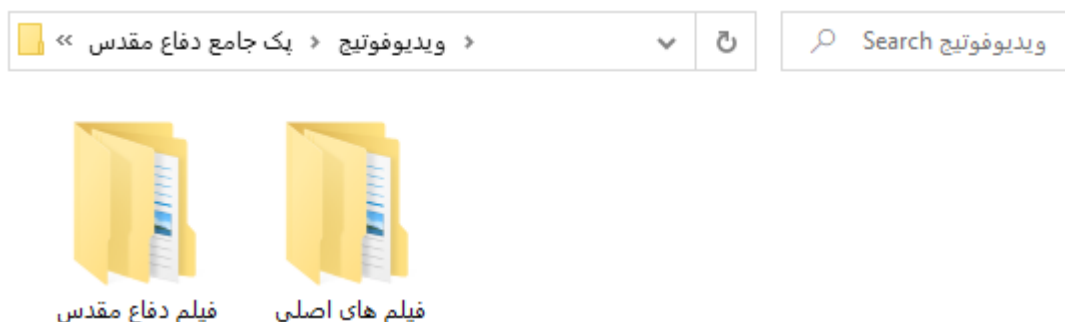 « پک جامع دفاع مقدس › ویدیوفوتیج ›
Search ویدیوفوتیج
فیلم دفاع مقدس
فیلم های اصلی